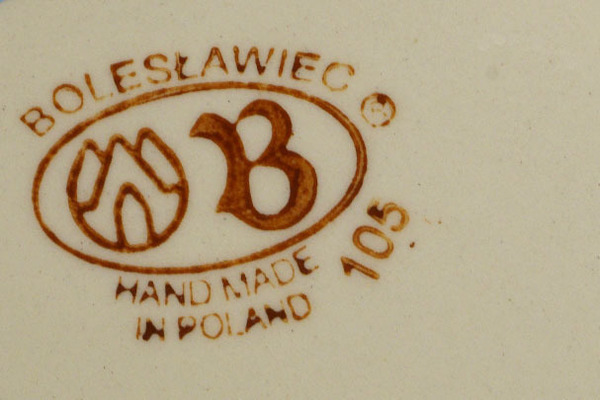 BOLESŁAWIEC ®
B
HAND MADE
IN POLAND
105